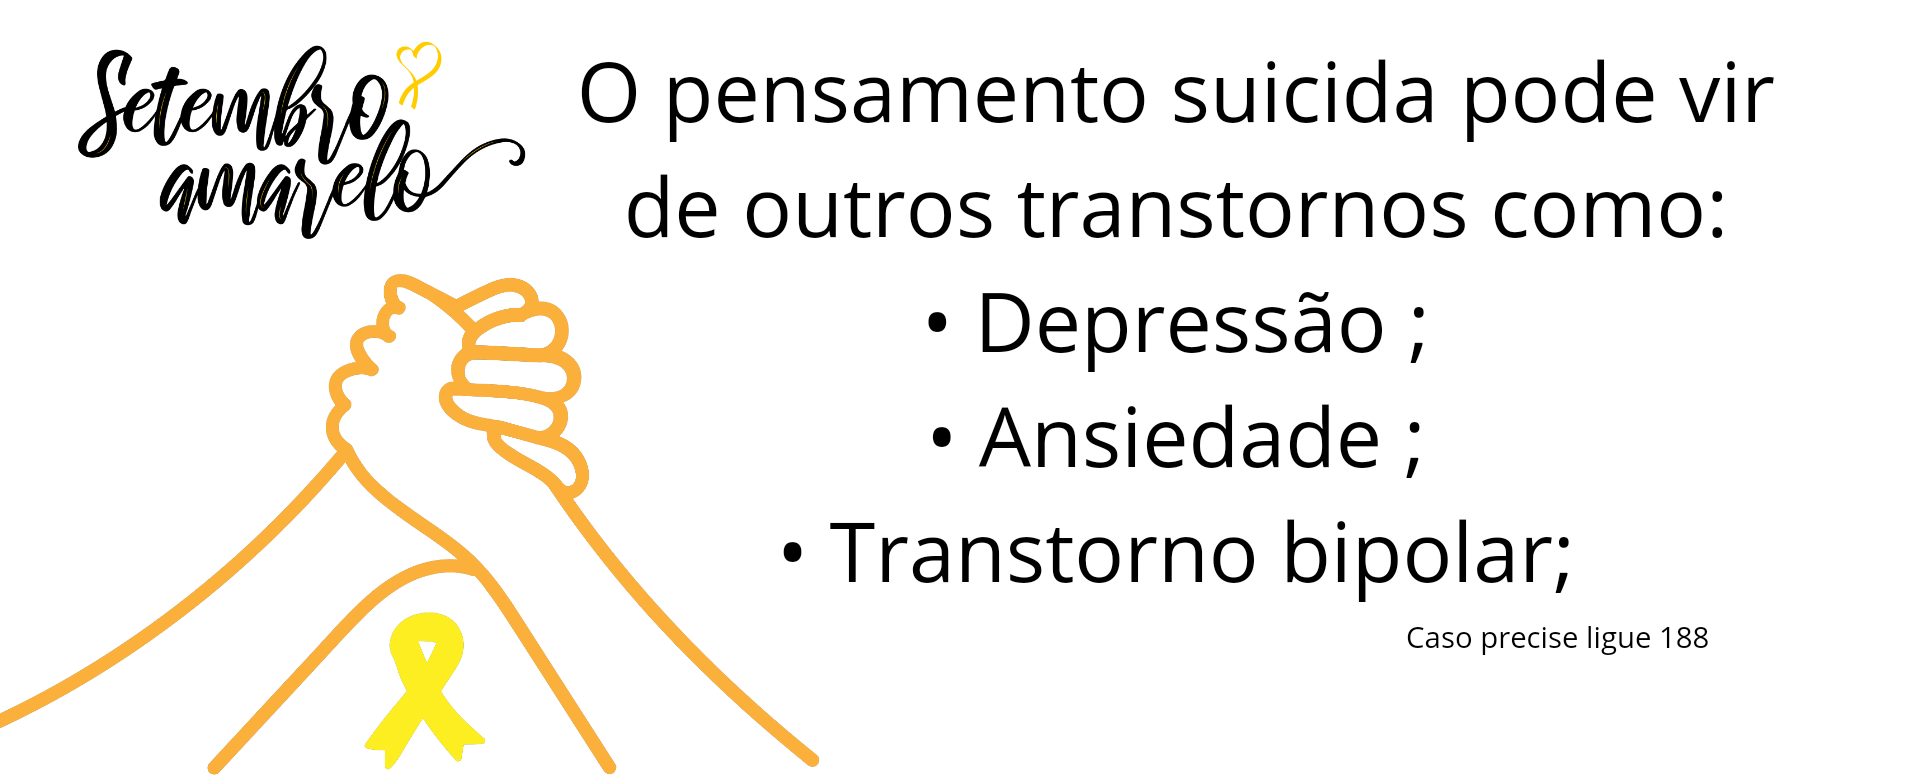 Setembro
amarelo
O pensamento suicida pode vir
de outros transtornos como:
• Depressão ;
• Ansiedade ;
• Transtorno bipolar;
Caso precise ligue 188